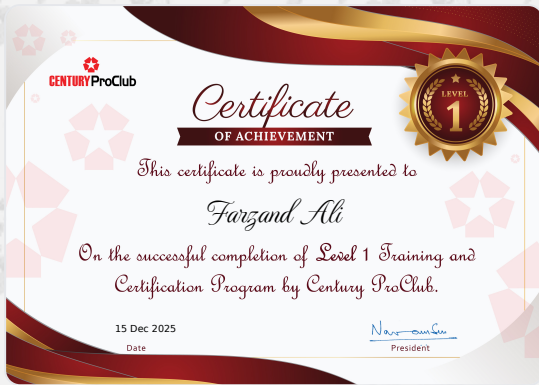 CENTURY ProClub
LEVEL
1
Certificate
OF ACHIEVEMENT
This certificate is proudly presented to
Farzand Ali
On the successful completion of Level 1 Training and
Certification Program by Century ProClub.
15 Dec 2025
Date
President